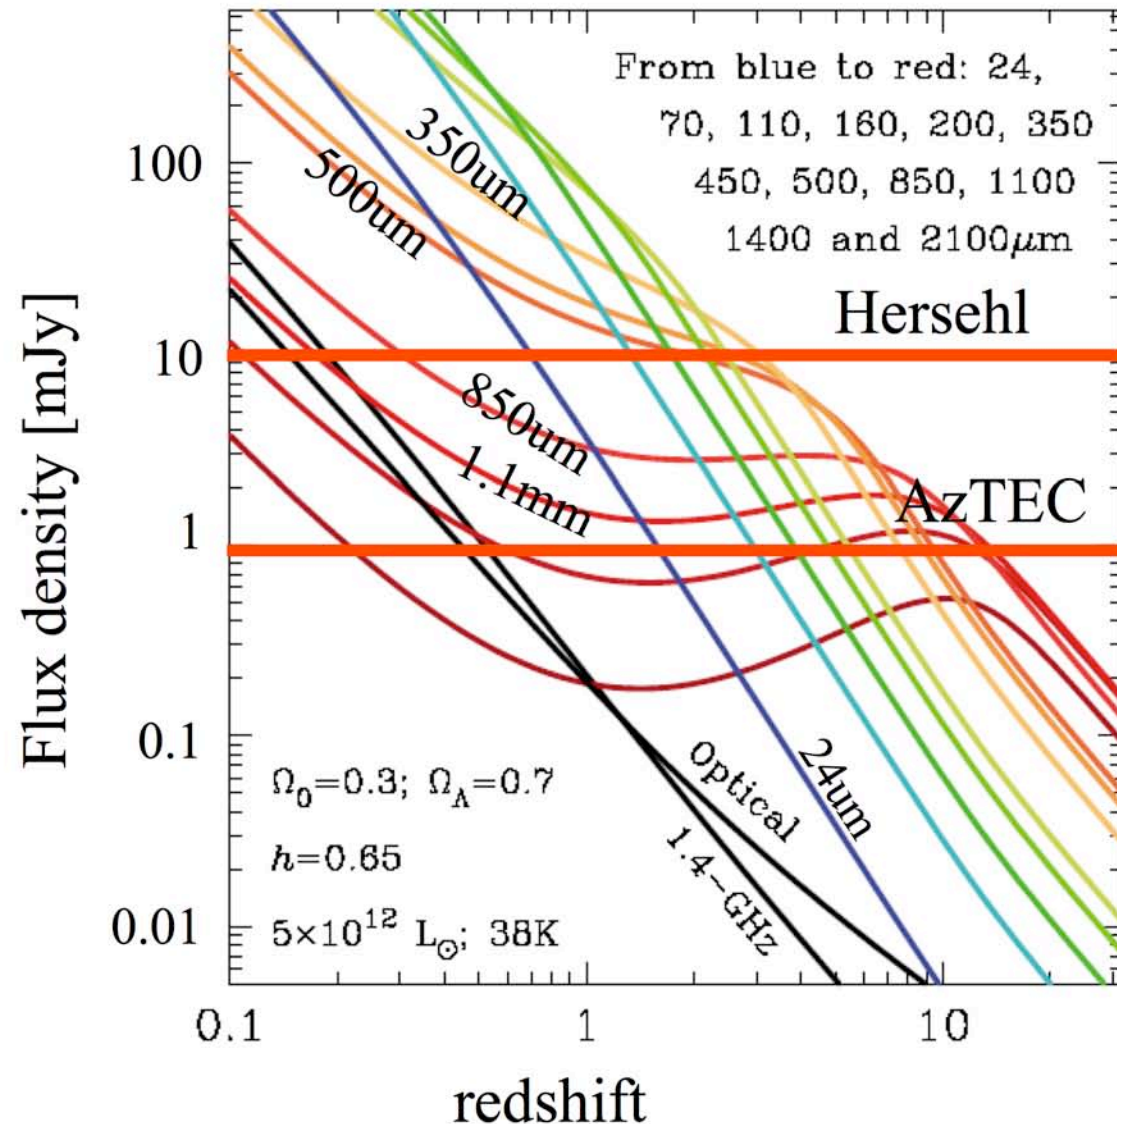 From blue to red: 24,
70, 110, 160, 200, 350
450, 500, 850, 1100
1400 and 2100μm
350um
500um
Hersehl
850um
1.1mm
AzTEC
24um
Optical
1.4-GHz
Ω₀=0.3; Ω_Λ=0.7
h=0.65
5×10¹² L☉; 38K
Flux density [mJy]
100
10
1
0.1
0.01
0.1 1 10
redshift